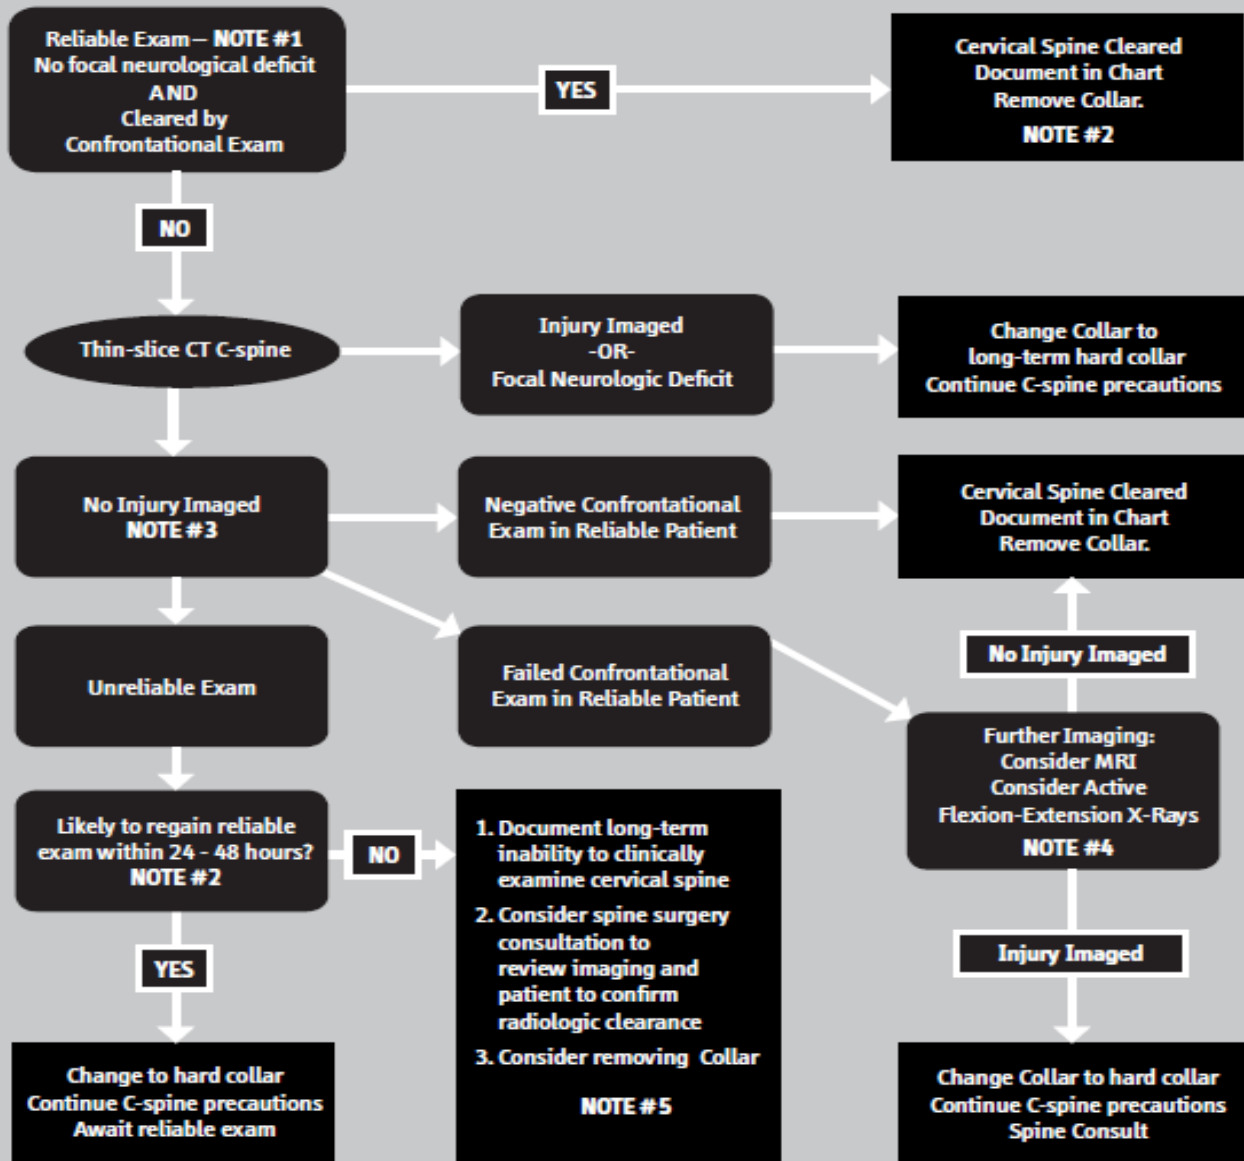 Reliable Exam— NOTE #1
No focal neurological deficit
AND
Cleared by
Confrontational Exam
YES
Cervical Spine Cleared
Document in Chart
Remove Collar.
NOTE #2
NO
Thin-slice CT C-spine
Injury Imaged
-OR-
Focal Neurologic Deficit
Change Collar to
long-term hard collar
Continue C-spine precautions
No Injury Imaged
NOTE #3
Negative Confrontational
Exam in Reliable Patient
Cervical Spine Cleared
Document in Chart
Remove Collar.
Unreliable Exam
Failed Confrontational
Exam in Reliable Patient
No Injury Imaged
Further Imaging:
Consider MRI
Consider Active
Flexion-Extension X-Rays
NOTE #4
Likely to regain reliable
exam within 24 - 48 hours?
NOTE #2
NO
1. Document long-term
inability to clinically
examine cervical spine
2. Consider spine surgery
consultation to
review imaging and
patient to confirm
radiologic clearance
3. Consider removing Collar
NOTE #5
Injury Imaged
YES
Change to hard collar
Continue C-spine precautions
Await reliable exam
Change Collar to hard collar
Continue C-spine precautions
Spine Consult